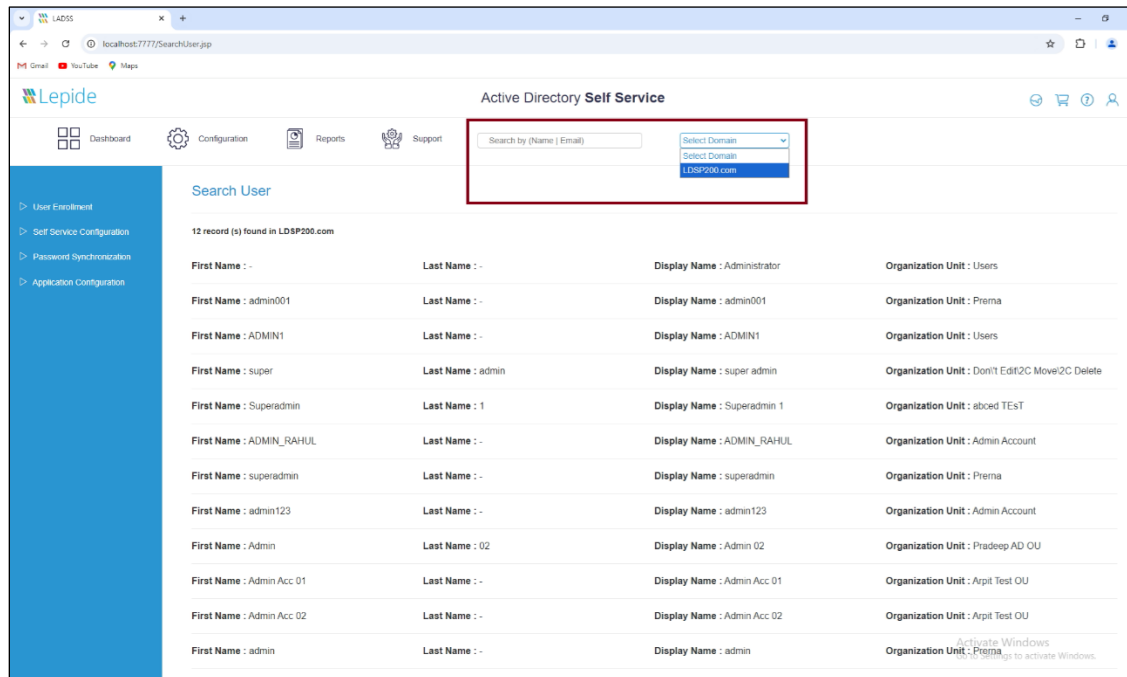 LADSS
localhost:7777/SearchUser.jsp
Gmail YouTube Maps
Lepide
Active Directory Self Service
Dashboard Configuration Reports Support Search by (Name | Email) Select Domain
Select Domain
LDSP200.com
Search User
User Enrollment
Self Service Configuration
Password Synchronization
Application Configuration
12 record (s) found in LDSP200.com
First Name : - Last Name : - Display Name : Administrator Organization Unit : Users
First Name : admin001 Last Name : - Display Name : admin001 Organization Unit : Prerna
First Name : ADMIN1 Last Name : - Display Name : ADMIN1 Organization Unit : Users
First Name : super Last Name : admin Display Name : super admin Organization Unit : Don\'t Edit\2C Move\2C Delete
First Name : Superadmin Last Name : 1 Display Name : Superadmin 1 Organization Unit : abced TEsT
First Name : ADMIN_RAHUL Last Name : - Display Name : ADMIN_RAHUL Organization Unit : Admin Account
First Name : superadmin Last Name : - Display Name : superadmin Organization Unit : Prerna
First Name : admin123 Last Name : - Display Name : admin123 Organization Unit : Admin Account
First Name : Admin Last Name : 02 Display Name : Admin 02 Organization Unit : Pradeep AD OU
First Name : Admin Acc 01 Last Name : - Display Name : Admin Acc 01 Organization Unit : Arpit Test OU
First Name : Admin Acc 02 Last Name : - Display Name : Admin Acc 02 Organization Unit : Arpit Test OU
First Name : admin Last Name : - Display Name : admin Organization Unit : Prerna
Activate Windows
Go to Settings to activate Windows.